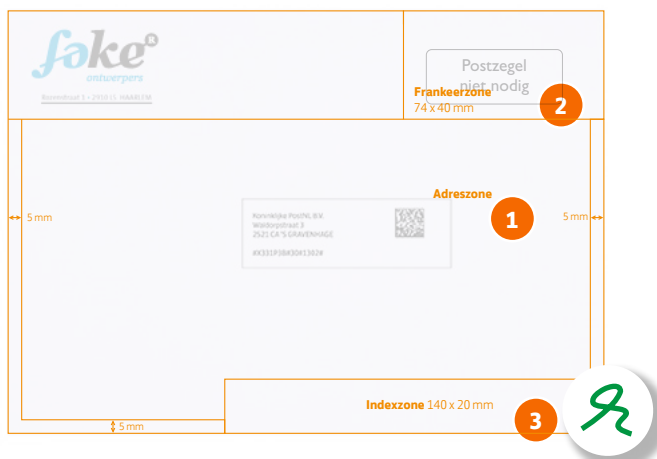 fake®
ontwerpers
Postzegel
niet nodig
Frankeerzone
74 x 40 mm
2
Adreszone
5 mm
1
5 mm
Koninklijke PostNL B.V.
Waldorpstraat 3
2521 CA 'S GRAVENHAGE
Indexzone 140 x 20 mm
3
5 mm